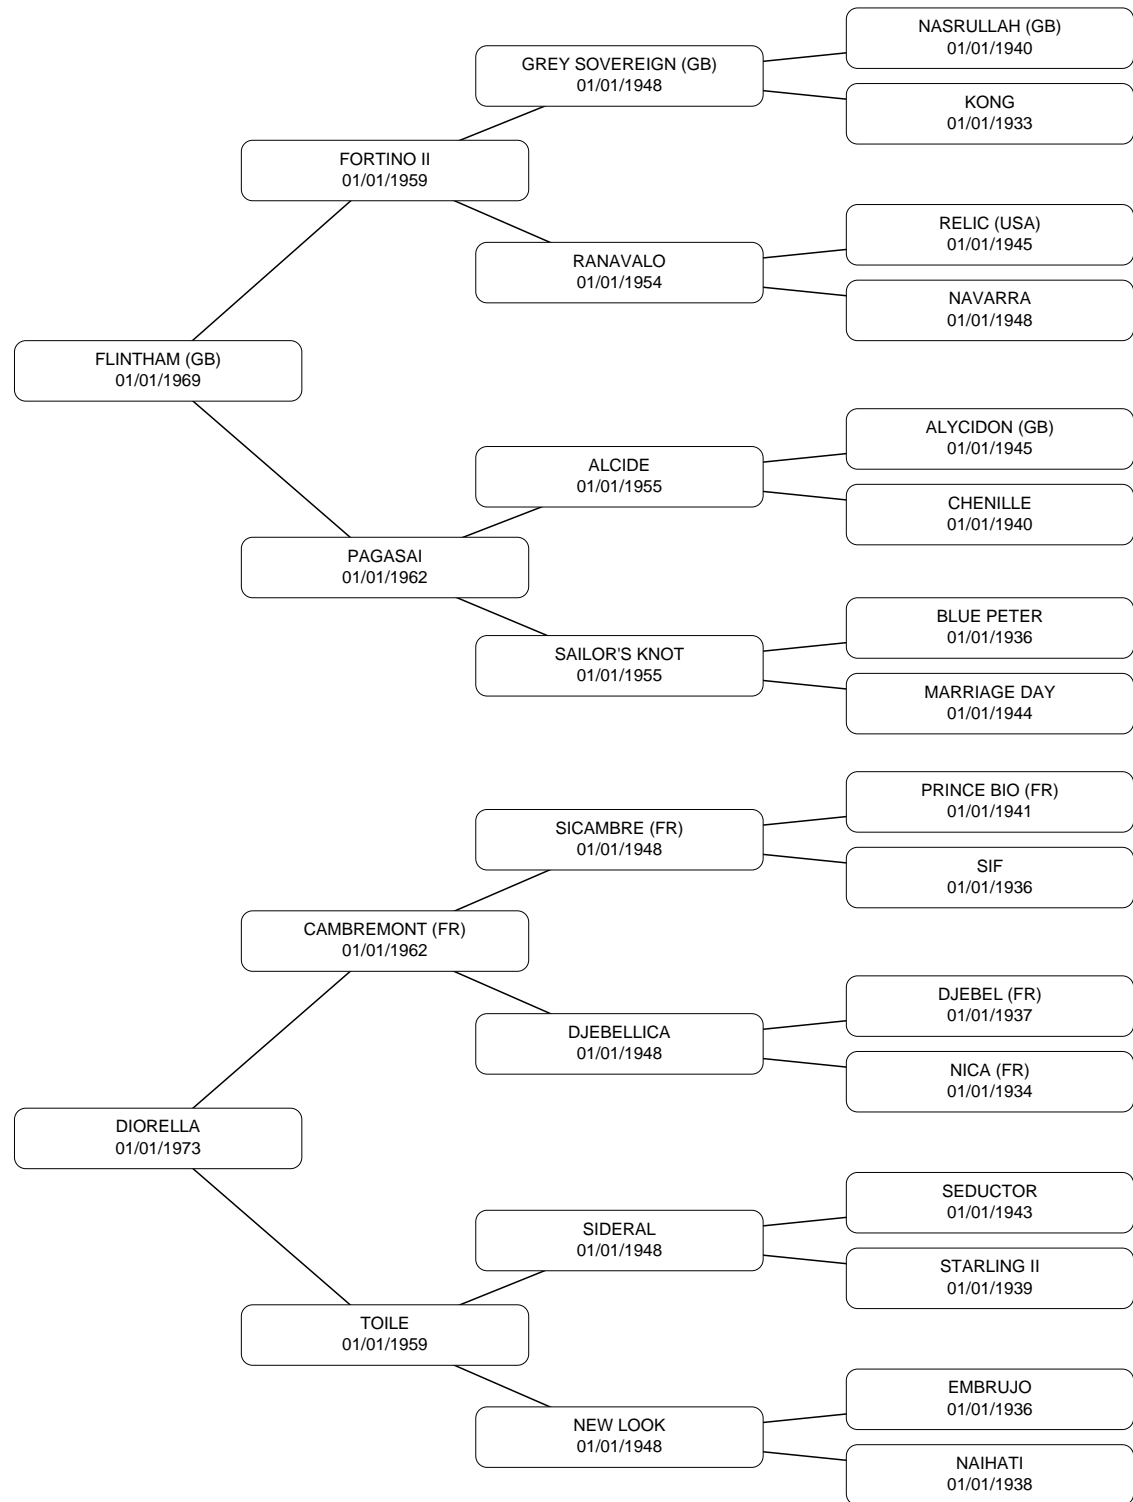 NASRULLAH (GB)
01/01/1940
GREY SOVEREIGN (GB)
01/01/1948
KONG
01/01/1933
FORTINO II
01/01/1959
RELIC (USA)
01/01/1945
RANAVALO
01/01/1954
NAVARRA
01/01/1948
FLINTHAM (GB)
01/01/1969
ALYCIDON (GB)
01/01/1945
ALCIDE
01/01/1955
CHENILLE
01/01/1940
PAGASAI
01/01/1962
BLUE PETER
01/01/1936
SAILOR'S KNOT
01/01/1955
MARRIAGE DAY
01/01/1944
PRINCE BIO (FR)
01/01/1941
SICAMBRE (FR)
01/01/1948
SIF
01/01/1936
CAMBREMONT (FR)
01/01/1962
DJEBEL (FR)
01/01/1937
DJEBELLICA
01/01/1948
NICA (FR)
01/01/1934
DIORELLA
01/01/1973
SEDUCTOR
01/01/1943
SIDERAL
01/01/1948
STARLING II
01/01/1939
TOILE
01/01/1959
EMBRUJO
01/01/1936
NEW LOOK
01/01/1948
NAIHATI
01/01/1938